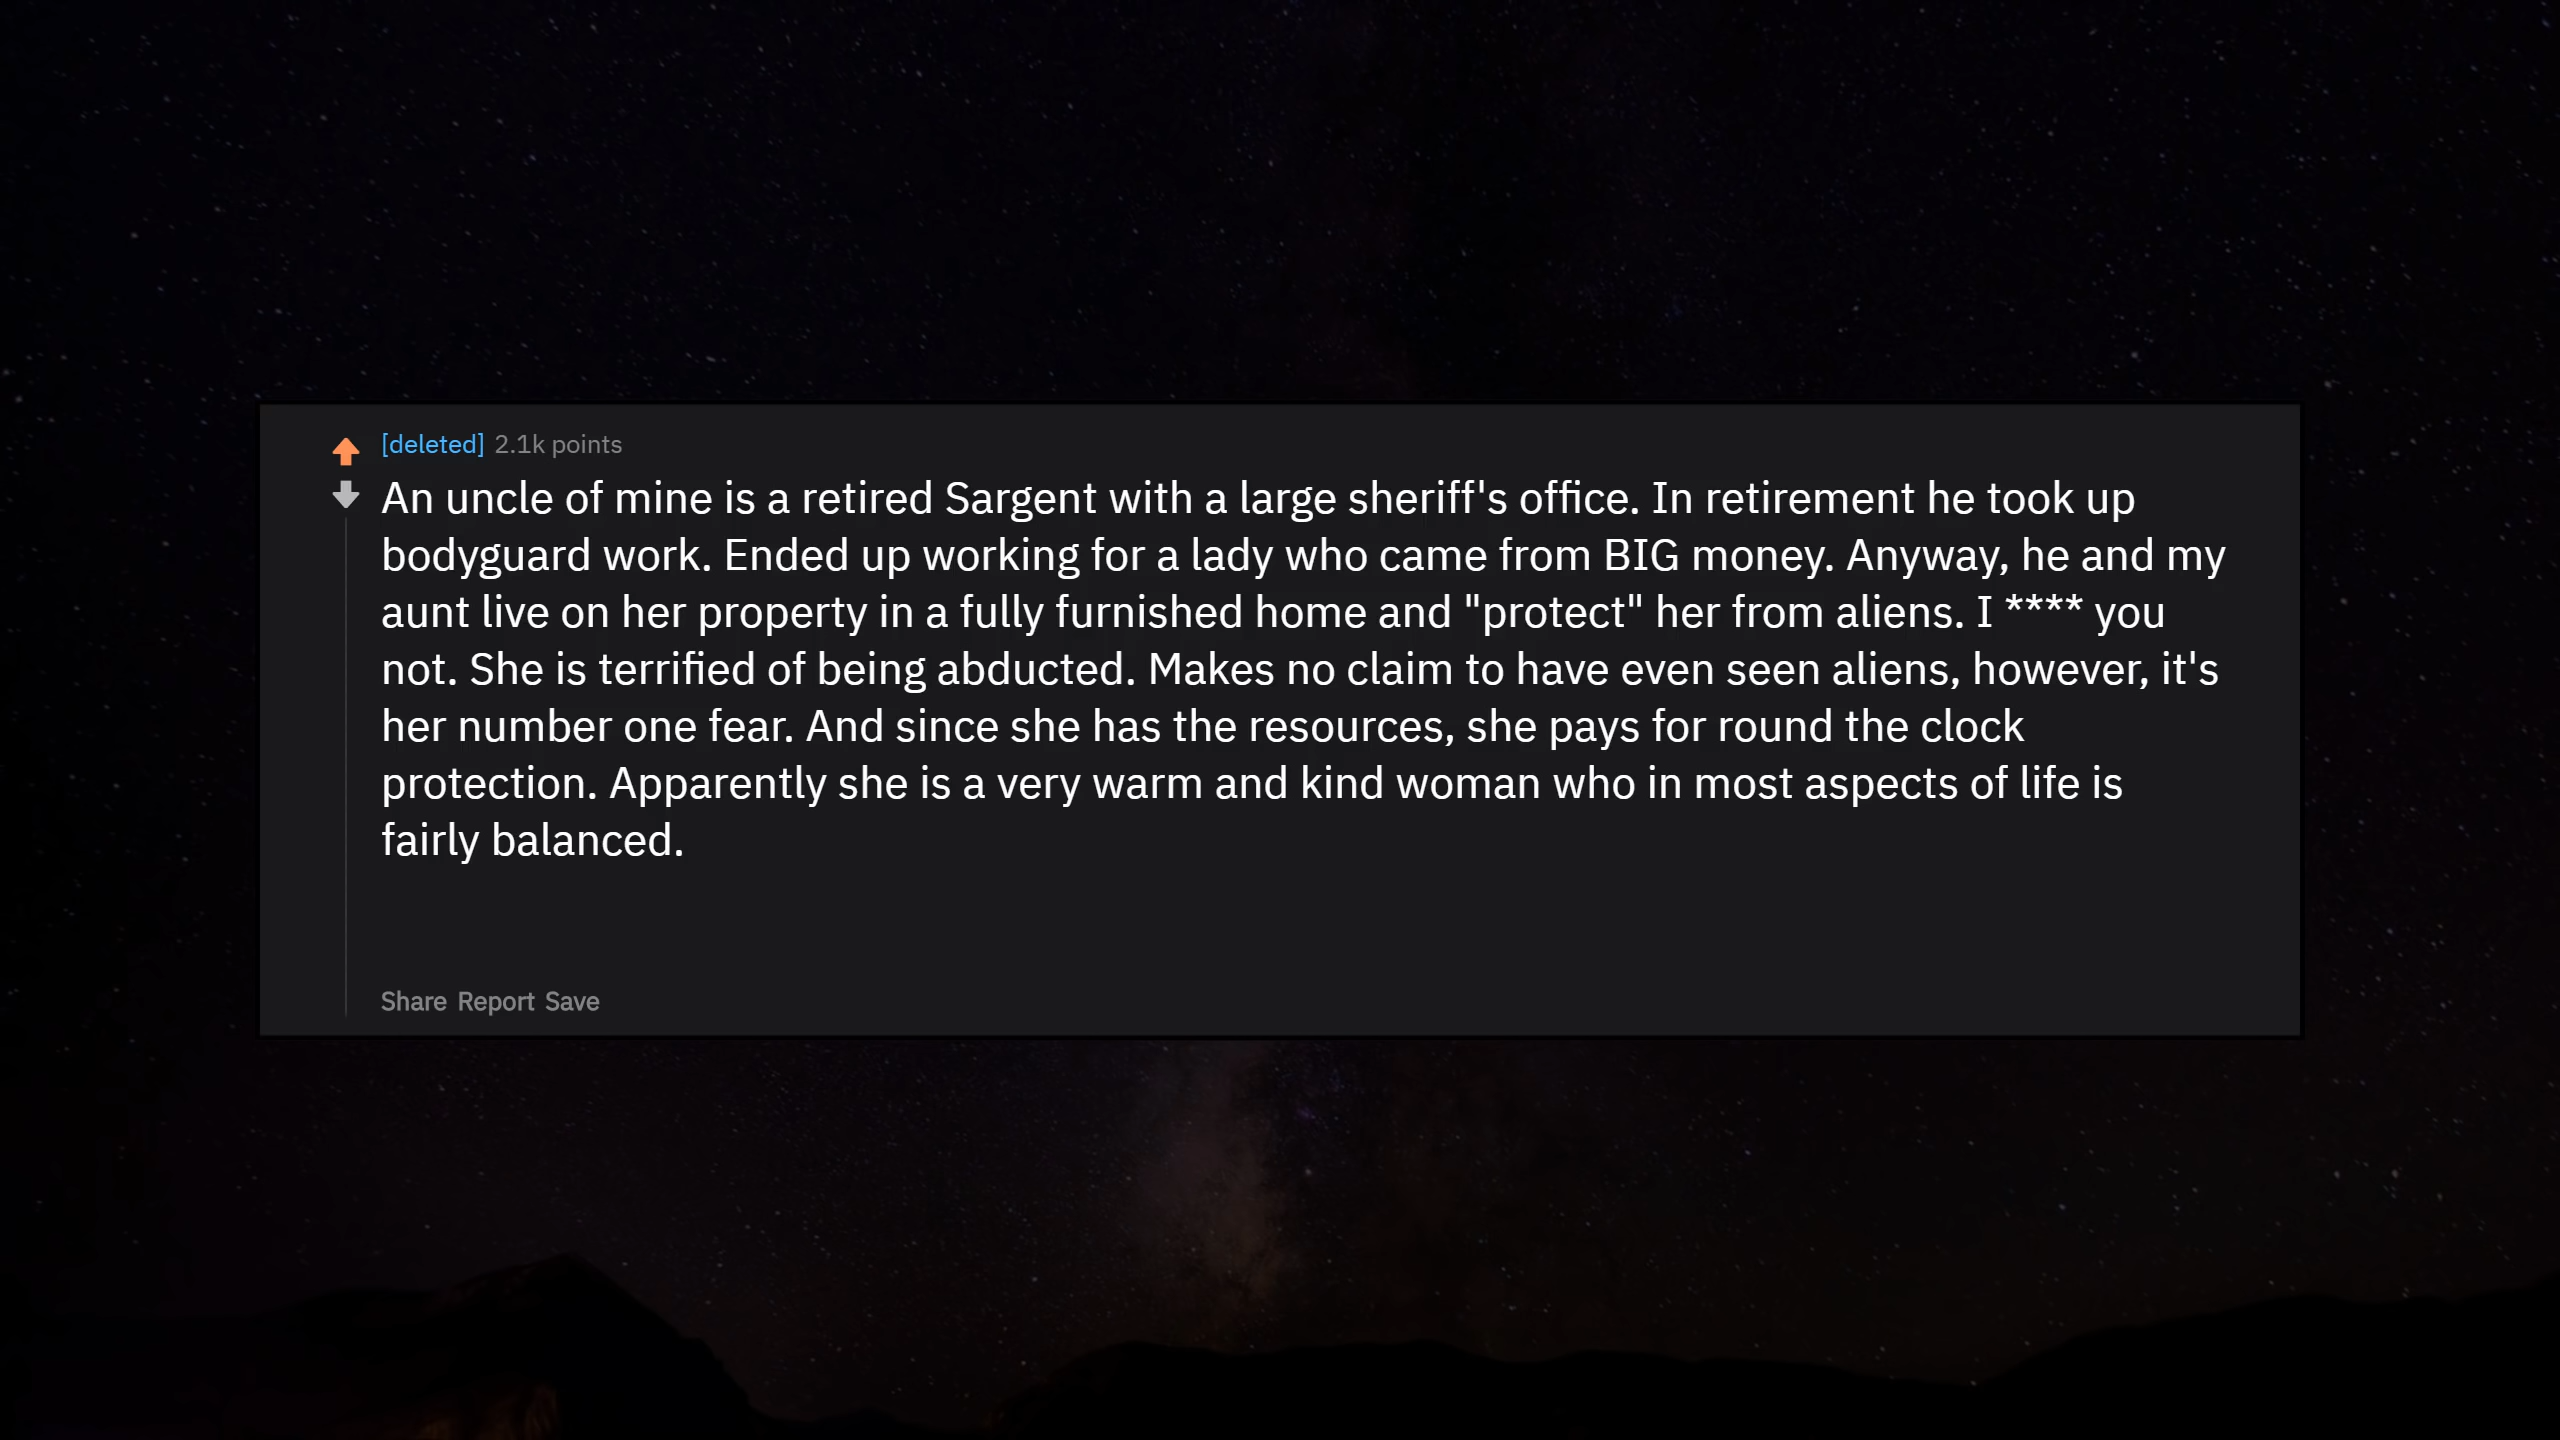 [deleted] 2.1k points
An uncle of mine is a retired Sargent with a large sheriff's office. In retirement he took up
bodyguard work. Ended up working for a lady who came from BIG money. Anyway, he and my
aunt live on her property in a fully furnished home and "protect" her from aliens. I **** you
not. She is terrified of being abducted. Makes no claim to have even seen aliens, however, it's
her number one fear. And since she has the resources, she pays for round the clock
protection. Apparently she is a very warm and kind woman who in most aspects of life is
fairly balanced.
Share Report Save